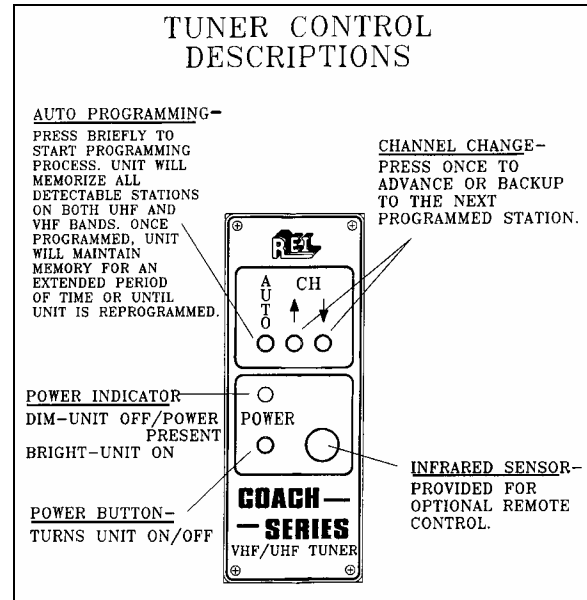 TUNER CONTROL
DESCRIPTIONS
AUTO PROGRAMMING-
PRESS BRIEFLY TO
START PROGRAMMING
PROCESS. UNIT WILL
MEMORIZE ALL
DETECTABLE STATIONS
ON BOTH UHF AND
VHF BANDS. ONCE
PROGRAMMED, UNIT
WILL MAINTAIN
MEMORY FOR AN
EXTENDED PERIOD
OF TIME OR UNTIL
UNIT IS REPROGRAMMED.
CHANNEL CHANGE-
PRESS ONCE TO
ADVANCE OR BACKUP
TO THE NEXT
PROGRAMMED STATION.
REI
AUTO
CH
POWER INDICATOR
DIM-UNIT OFF/POWER
PRESENT
BRIGHT-UNIT ON
POWER
POWER BUTTON-
TURNS UNIT ON/OFF
INFRARED SENSOR-
PROVIDED FOR
OPTIONAL REMOTE
CONTROL.
COACH—
—SERIES
VHF/UHF TUNER